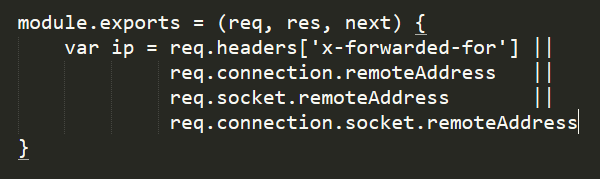 module.exports = (req, res, next) {
    var ip = req.headers['x-forwarded-for'] ||
             req.connection.remoteAddress   ||
             req.socket.remoteAddress       ||
             req.connection.socket.remoteAddress
}